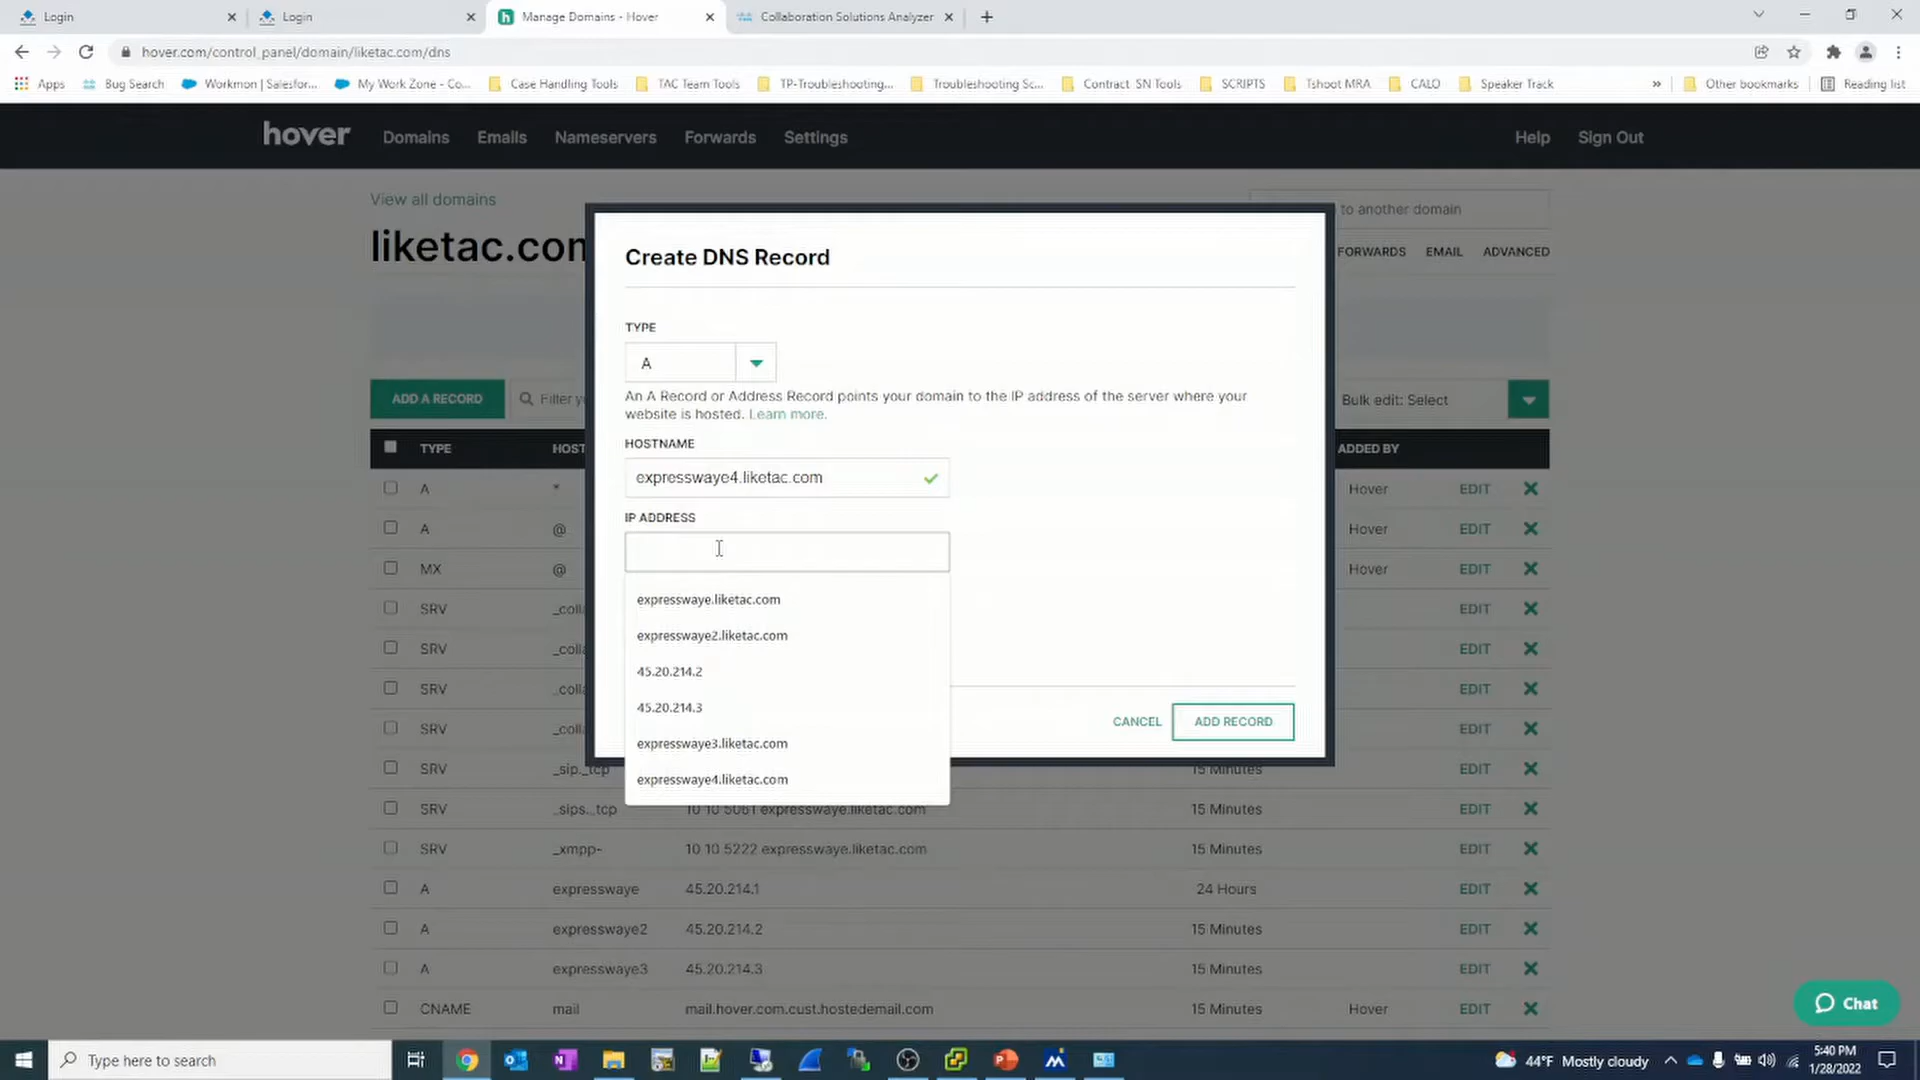 Login
Login
Manage Domains - Hover
Collaboration Solutions Analyzer
hover.com/control_panel/domain/liketac.com/dns
Apps
Bug Search
Workmon | Salesfor...
My Work Zone - Co...
Case Handling Tools
TAC Team Tools
TP-Troubleshooting...
Troubleshooting Sc...
Contract SN Tools
SCRIPTS
Tshoot MRA
CALO
Speaker Track
»
Other bookmarks
Reading list
hover
Domains
Emails
Nameservers
Forwards
Settings
Help
Sign Out
View all domains
to another domain
liketac.com
FORWARDS
EMAIL
ADVANCED
Create DNS Record
TYPE
A
An A Record or Address Record points your domain to the IP address of the server where your
website is hosted. Learn more.
HOSTNAME
expresswaye4.liketac.com
IP ADDRESS
expresswaye.liketac.com
expresswaye2.liketac.com
45.20.214.2
45.20.214.3
expresswaye3.liketac.com
expresswaye4.liketac.com
CANCEL
ADD RECORD
ADD A RECORD
Filter y
Bulk edit: Select
TYPE
HOST
ADDED BY
A * Hover EDIT
A @ Hover EDIT
MX @ Hover EDIT
SRV _colla EDIT
SRV _colla EDIT
SRV _colla EDIT
SRV _colla EDIT
SRV _sip._tcp 15 Minutes EDIT
SRV _sips._tcp 10 10 5061 expresswaye.liketac.com 15 Minutes EDIT
SRV _xmpp- 10 10 5222 expresswaye.liketac.com 15 Minutes EDIT
A expresswaye 45.20.214.1 24 Hours EDIT
A expresswaye2 45.20.214.2 15 Minutes EDIT
A expresswaye3 45.20.214.3 15 Minutes EDIT
CNAME mail mail.hover.com.cust.hostedemail.com 15 Minutes Hover EDIT
Chat
Type here to search
44°F Mostly cloudy
5:40 PM
1/28/2022